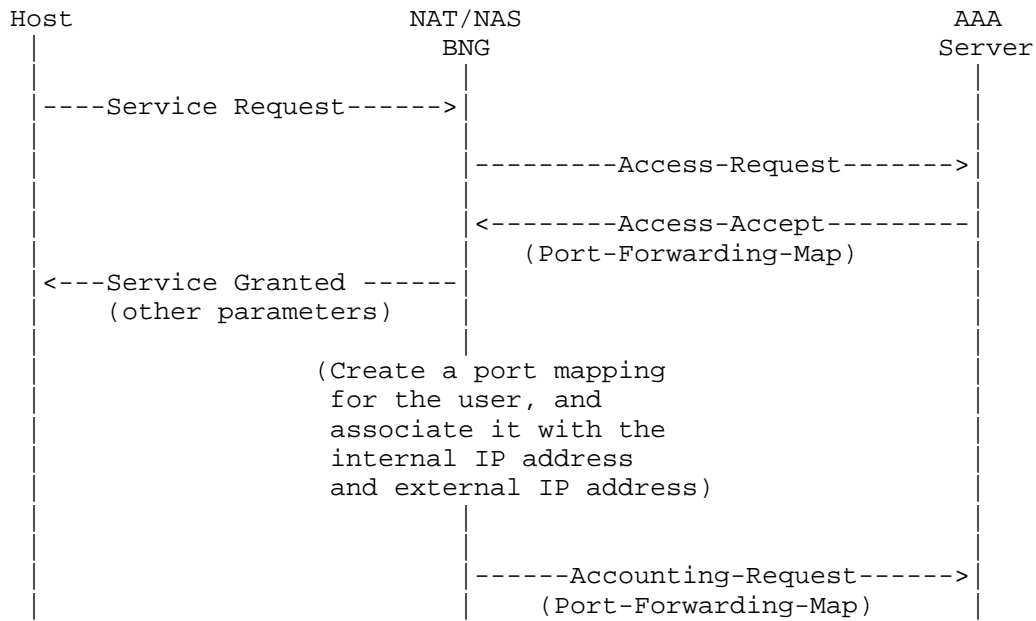 Host NAT/NAS AAA
BNG Server
----Service Request------>
---------Access-Request------->
<--------Access-Accept---------
(Port-Forwarding-Map)
<---Service Granted ------
(other parameters)
(Create a port mapping
for the user, and
associate it with the
internal IP address
and external IP address)
------Accounting-Request------>
(Port-Forwarding-Map)